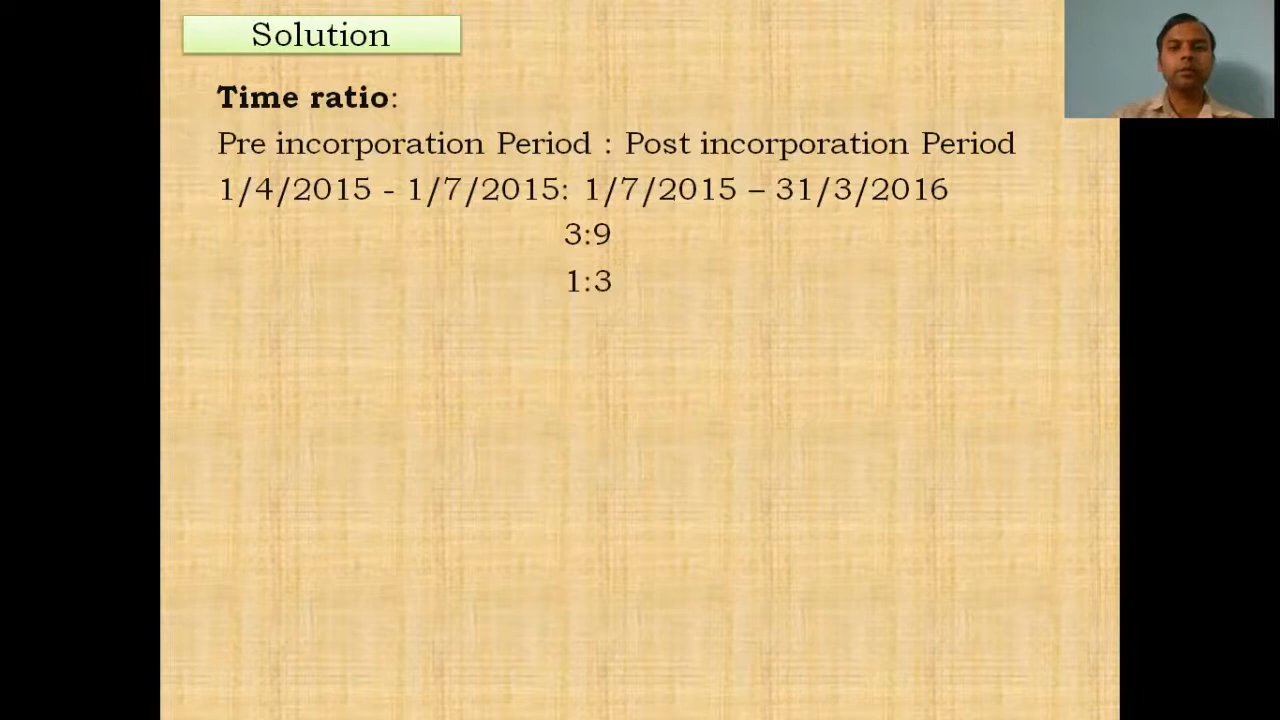 Solution
Time ratio:
Pre incorporation Period : Post incorporation Period
1/4/2015 - 1/7/2015: 1/7/2015 – 31/3/2016
3:9
1:3